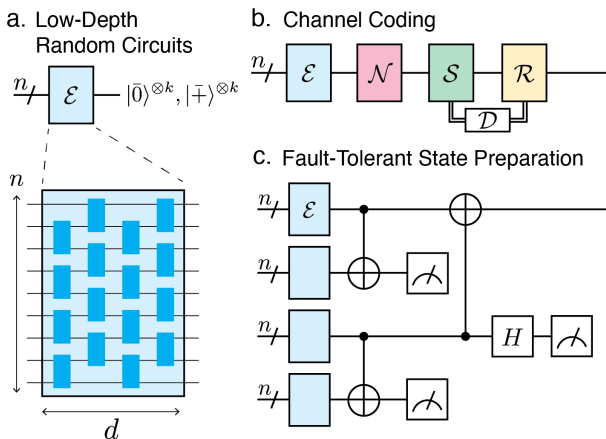 a. Low-Depth
Random Circuits
n
ℰ
|0̄⟩^{⊗k}, |+̄⟩^{⊗k}
n
d
b. Channel Coding
n
ℰ
𝒩
𝒮
ℛ
𝒟
c. Fault-Tolerant State Preparation
n
ℰ
n
n
H
n